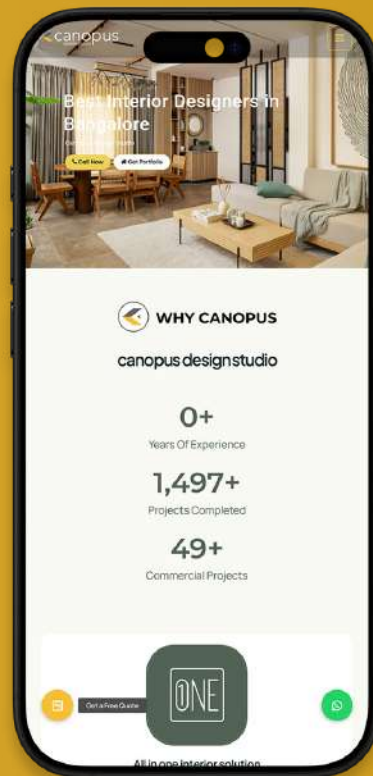 canopus
Best Interior Designers in
Bangalore
Call Now
Get Portfolio
WHY CANOPUS
canopus design studio
0+
Years Of Experience
1,497+
Projects Completed
49+
Commercial Projects
ONE
Get a Free Quote
All in one interior solution